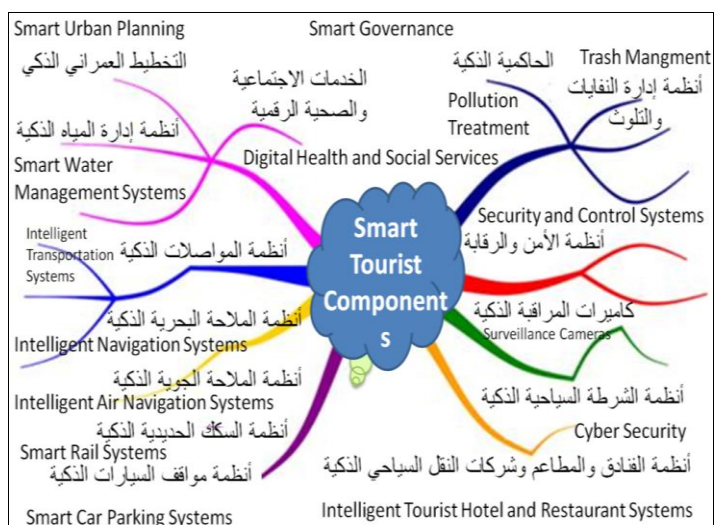 Smart Urban Planning
التخطيط العمراني الذكي
Smart Governance
الحاكمية الذكية
Trash Mangment
أنظمة إدارة النفايات
والتلوث
Pollution
Treatment
الخدمات الاجتماعية
والصحية الرقمية
Digital Health and Social Services
أنظمة إدارة المياه الذكية
Smart Water
Management Systems
Smart
Tourist
Component
s
Security and Control Systems
أنظمة الأمن والرقابة
Intelligent
Transportation
Systems
أنظمة المواصلات الذكية
كاميرات المراقبة الذكية
Surveillance Cameras
أنظمة الملاحة البحرية الذكية
Intelligent Navigation Systems
أنظمة الملاحة الجوية الذكية
Intelligent Air Navigation Systems
أنظمة الشرطة السياحية الذكية
Cyber Security
أنظمة السكك الحديدية الذكية
Smart Rail Systems
أنظمة مواقف السيارات الذكية
Smart Car Parking Systems
أنظمة الفنادق والمطاعم وشركات النقل السياحي الذكية
Intelligent Tourist Hotel and Restaurant Systems